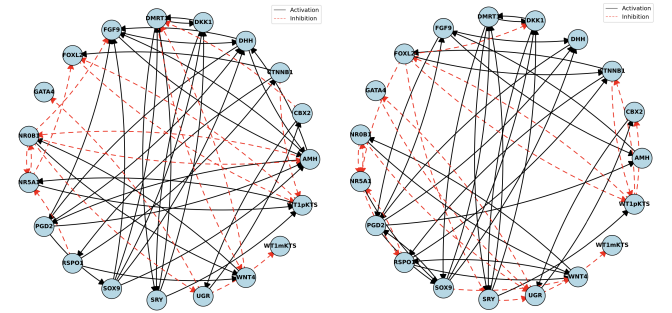 Activation
Inhibition
DMRT1
DKK1
FGF9
DHH
FOXL2
CTNNB1
GATA4
CBX2
NR0B1
AMH
NR5A1
WT1pKTS
PGD2
WT1mKTS
RSPO1
WNT4
SOX9
UGR
SRY
Activation
Inhibition
DMRT1
DKK1
FGF9
DHH
FOXL2
CTNNB1
GATA4
CBX2
NR0B1
AMH
NR5A1
WT1pKTS
PGD2
WT1mKTS
RSPO1
WNT4
SOX9
UGR
SRY